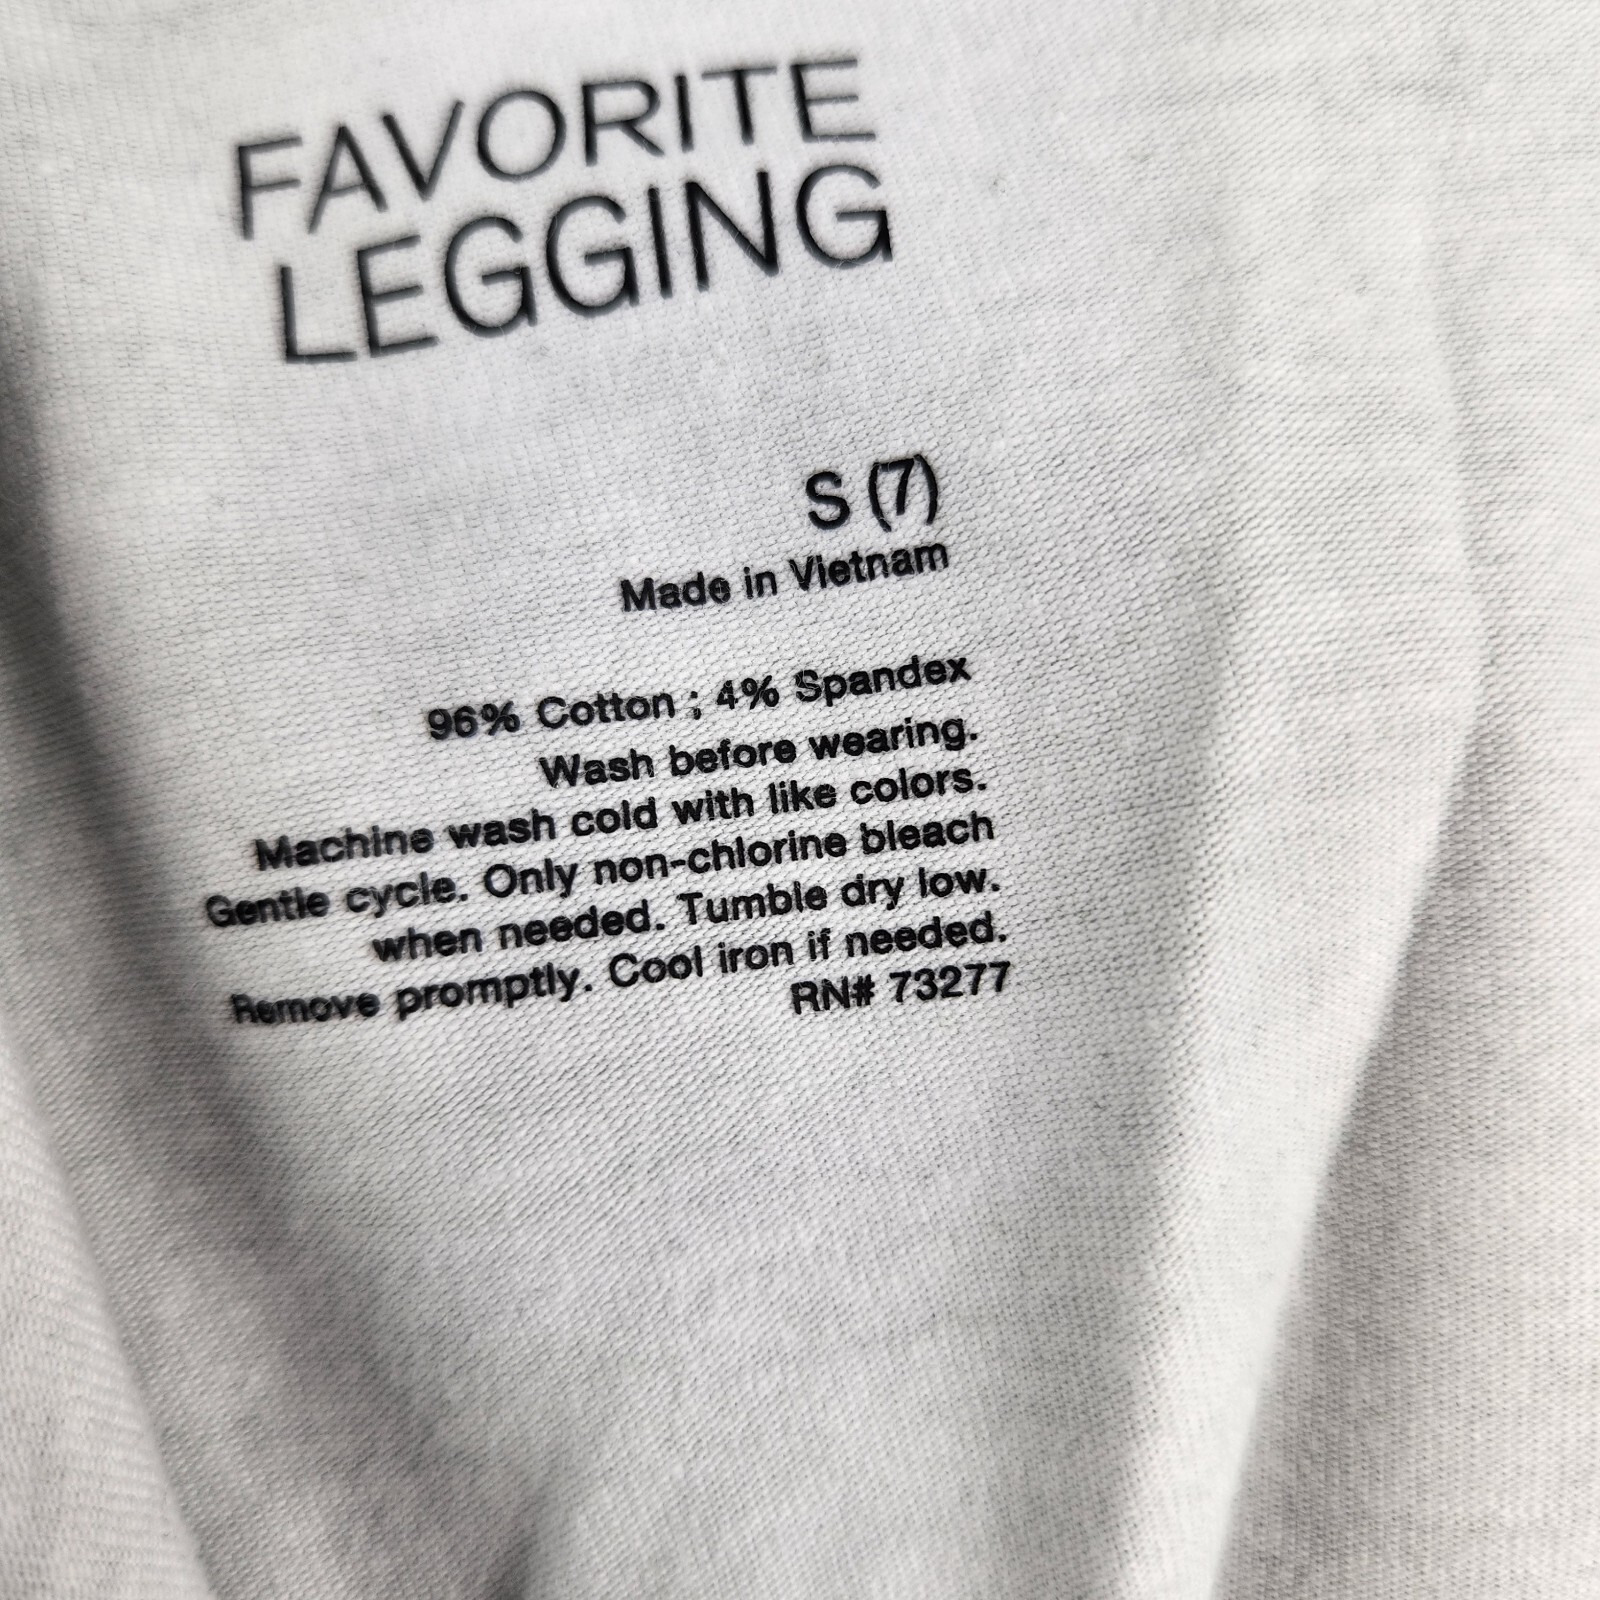 FAVORITE
LEGGING
S (7)
Made in Vietnam
96% Cotton ; 4% Spandex
Wash before wearing.
Machine wash cold with like colors.
Gentle cycle. Only non-chlorine bleach
when needed. Tumble dry low.
Remove promptly. Cool iron if needed.
RN# 73277